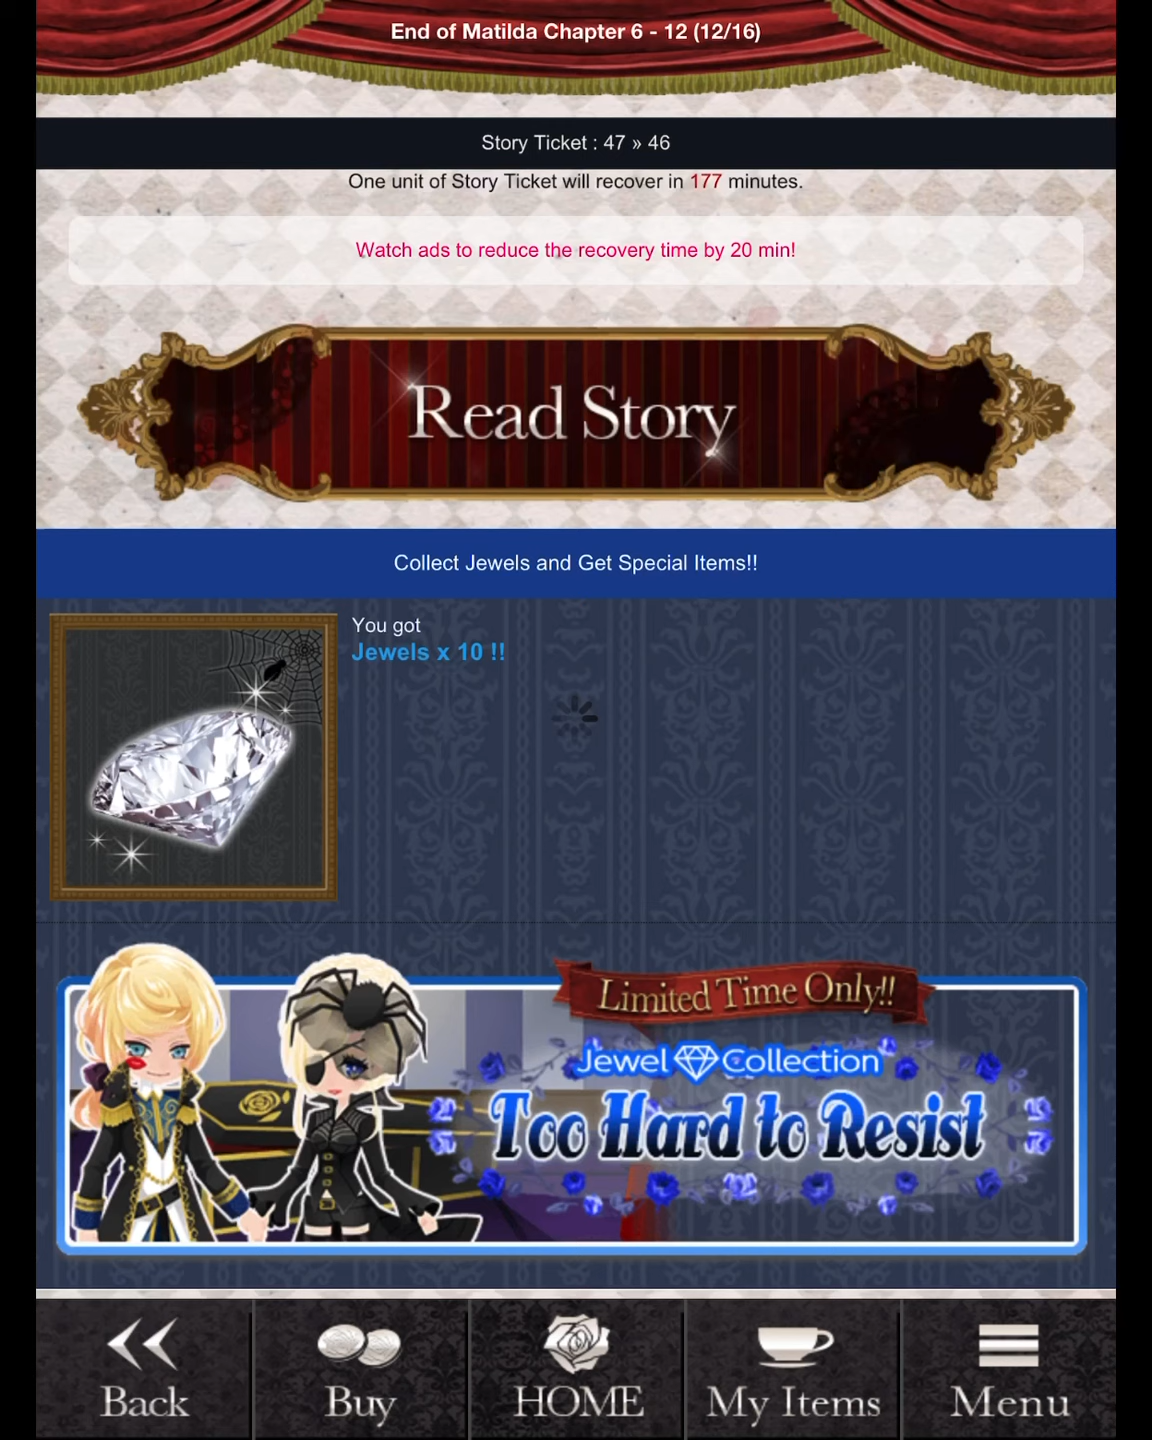 End of Matilda Chapter 6 - 12 (12/16)
Story Ticket : 47 » 46
One unit of Story Ticket will recover in 177 minutes.
Watch ads to reduce the recovery time by 20 min!
Read Story
Collect Jewels and Get Special Items!!
You got
Jewels x 10 !!
Limited Time Only!!
Jewel Collection
Too Hard to Resist
Back
Buy
HOME
My Items
Menu